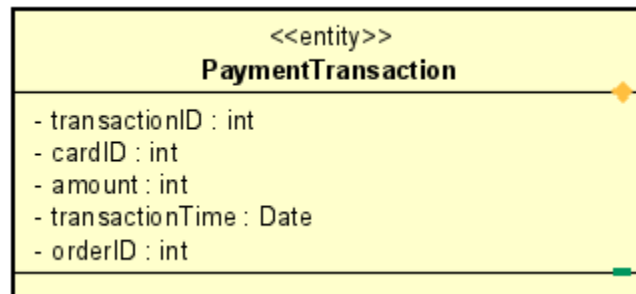 <<entity>>
PaymentTransaction
- transactionID : int
- cardID : int
- amount : int
- transactionTime : Date
- orderID : int